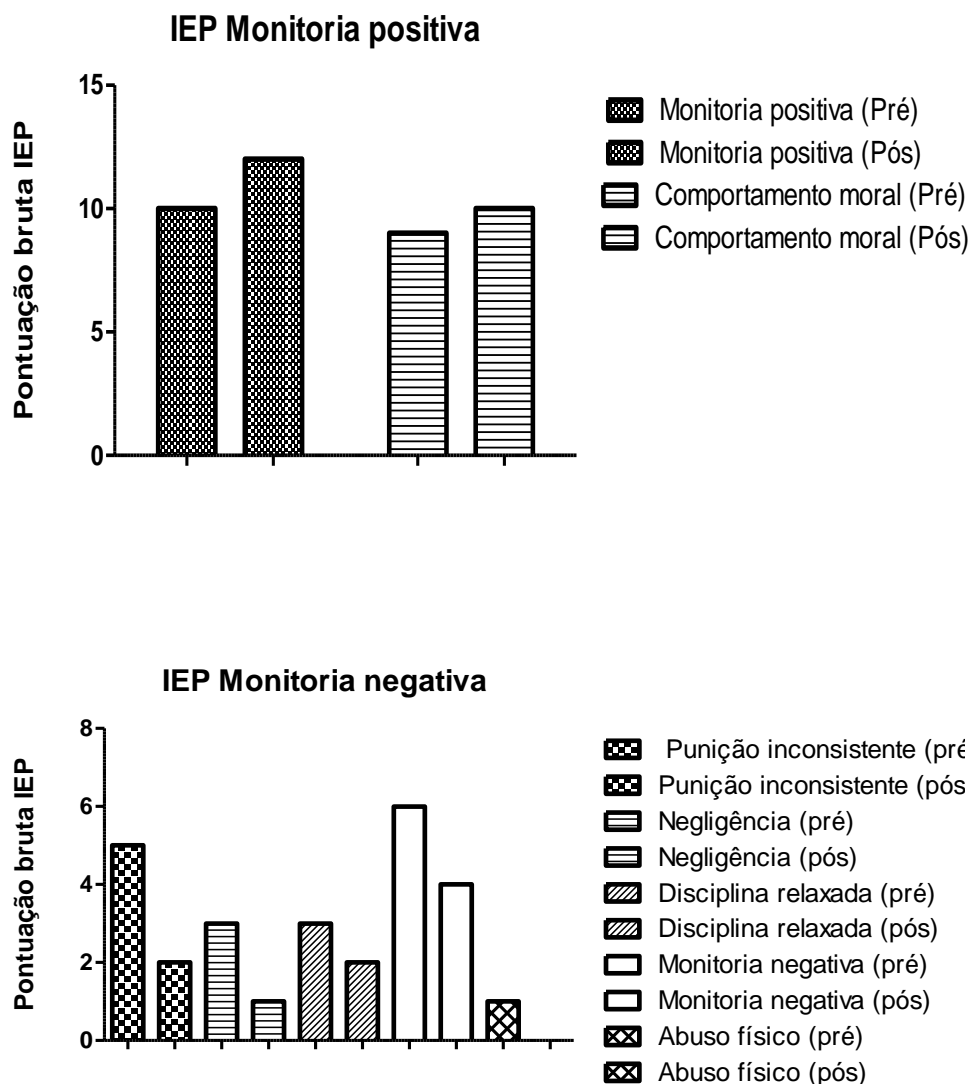 IEP Monitoria positiva
Pontuação bruta IEP
15
10
5
0
Monitoria positiva (Pré)
Monitoria positiva (Pós)
Comportamento moral (Pré)
Comportamento moral (Pós)
IEP Monitoria negativa
Pontuação bruta IEP
8
6
4
2
0
Punição inconsistente (pré
Punição inconsistente (pós
Negligência (pré)
Negligência (pós)
Disciplina relaxada (pré)
Disciplina relaxada (pós)
Monitoria negativa (pré)
Monitoria negativa (pós)
Abuso físico (pré)
Abuso físico (pós)